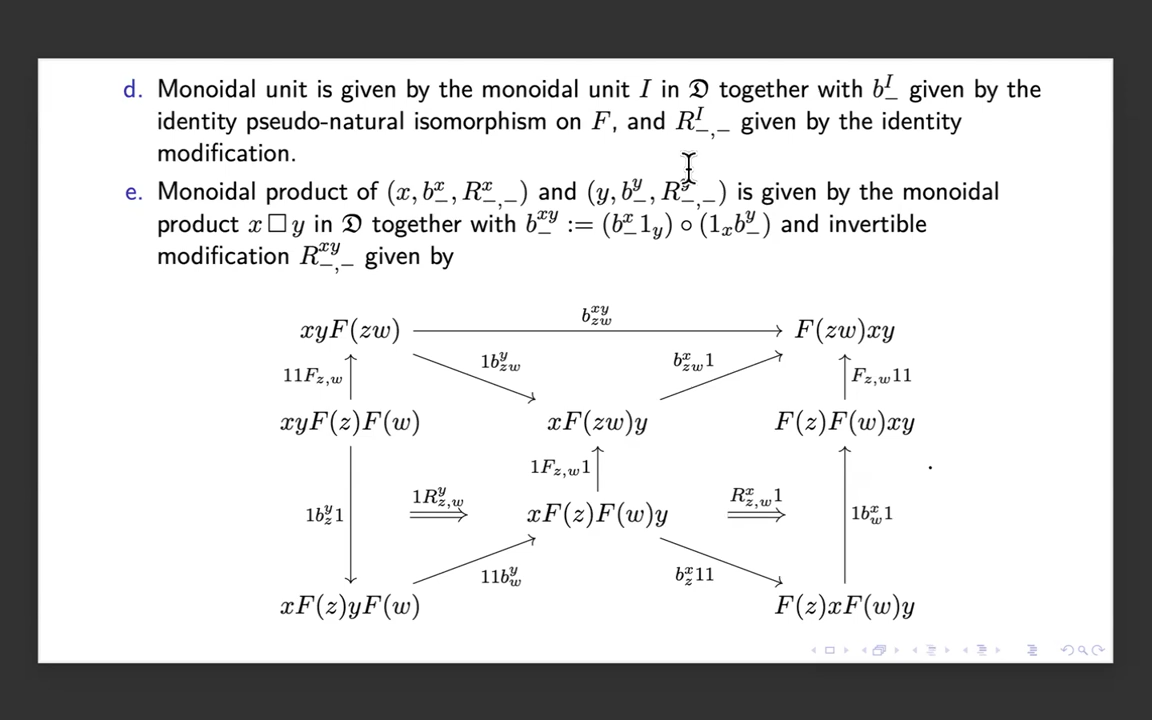 d. Monoidal unit is given by the monoidal unit I in 𝔇 together with b^I_− given by the
identity pseudo-natural isomorphism on F, and R^I_{−,−} given by the identity
modification.
e. Monoidal product of (x, b^x_−, R^x_{−,−}) and (y, b^y_−, R^y_{−,−}) is given by the monoidal
product x □ y in 𝔇 together with b^{xy}_− := (b^x_− 1_y) ∘ (1_x b^y_−) and invertible
modification R^{xy}_{−,−} given by
b^{xy}_{zw}
xyF(zw) F(zw)xy
1b^y_{zw} b^x_{zw}1
11F_{z,w} F_{z,w}11
xyF(z)F(w) xF(zw)y F(z)F(w)xy
1F_{z,w}1 .
1R^y_{z,w} R^x_{z,w}1
1b^y_z1 xF(z)F(w)y 1b^x_w1
11b^y_w b^x_z11
xF(z)yF(w) F(z)xF(w)y